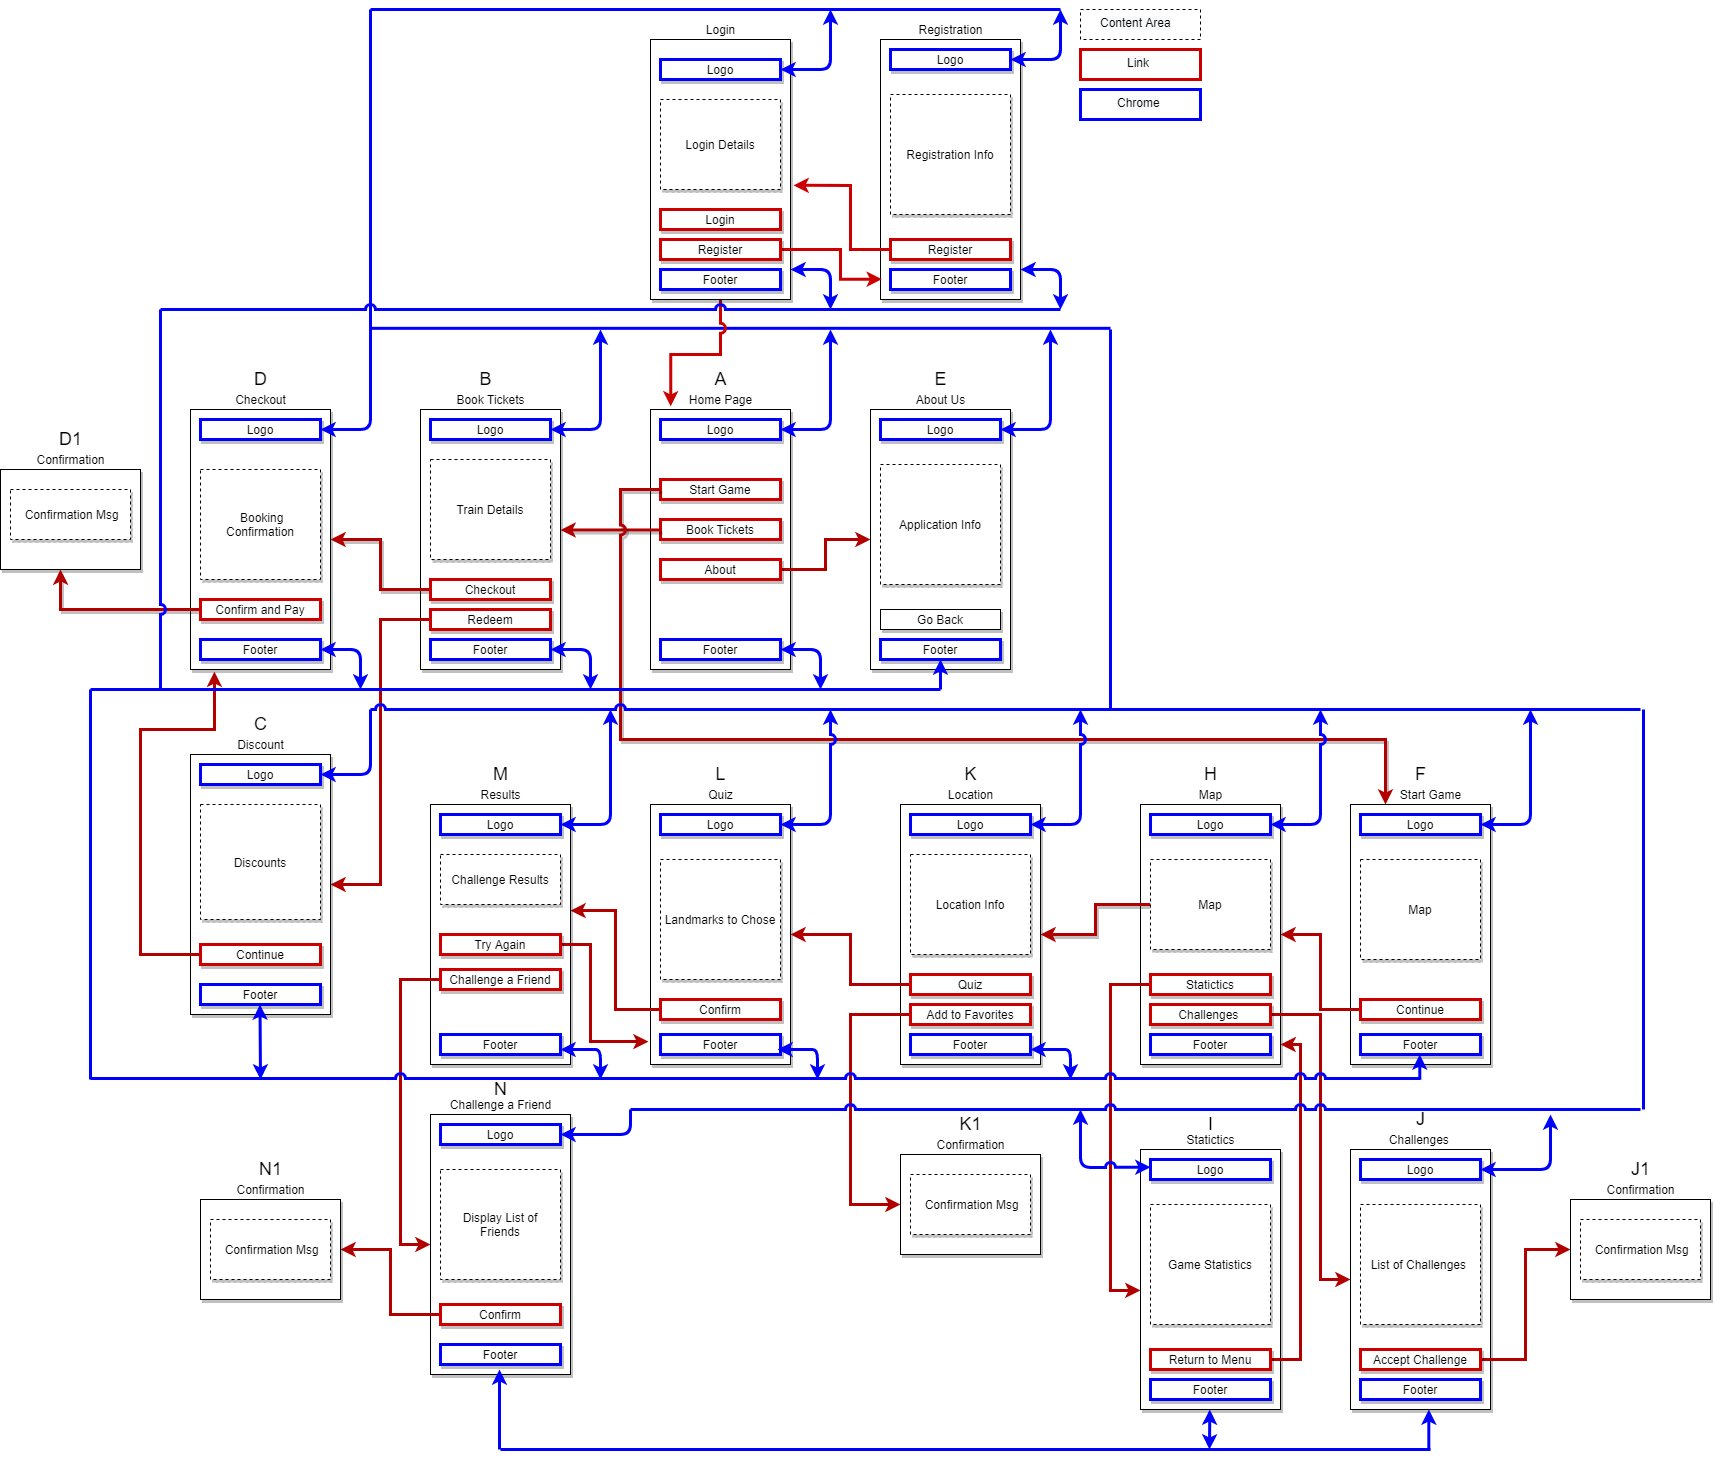 Content Area
Link
Chrome
Login
Logo
Login Details
Login
Register
Footer
Registration
Logo
Registration Info
Register
Footer
D1
Confirmation
Confirmation Msg
D
Checkout
Logo
Booking
Confirmation
Confirm and Pay
Footer
B
Book Tickets
Logo
Train Details
Checkout
Redeem
Footer
A
Home Page
Logo
Start Game
Book Tickets
About
Footer
E
About Us
Logo
Application Info
Go Back
Footer
C
Discount
Logo
Discounts
Continue
Footer
M
Results
Logo
Challenge Results
Try Again
Challenge a Friend
Footer
L
Quiz
Logo
Landmarks to Chose
Confirm
Footer
K
Location
Logo
Location Info
Quiz
Add to Favorites
Footer
H
Map
Logo
Map
Statictics
Challenges
Footer
F
Start Game
Logo
Map
Continue
Footer
N1
Confirmation
Confirmation Msg
N
Challenge a Friend
Logo
Display List of
Friends
Confirm
Footer
K1
Confirmation
Confirmation Msg
I
Statictics
Logo
Game Statistics
Return to Menu
Footer
J
Challenges
Logo
List of Challenges
Accept Challenge
Footer
J1
Confirmation
Confirmation Msg